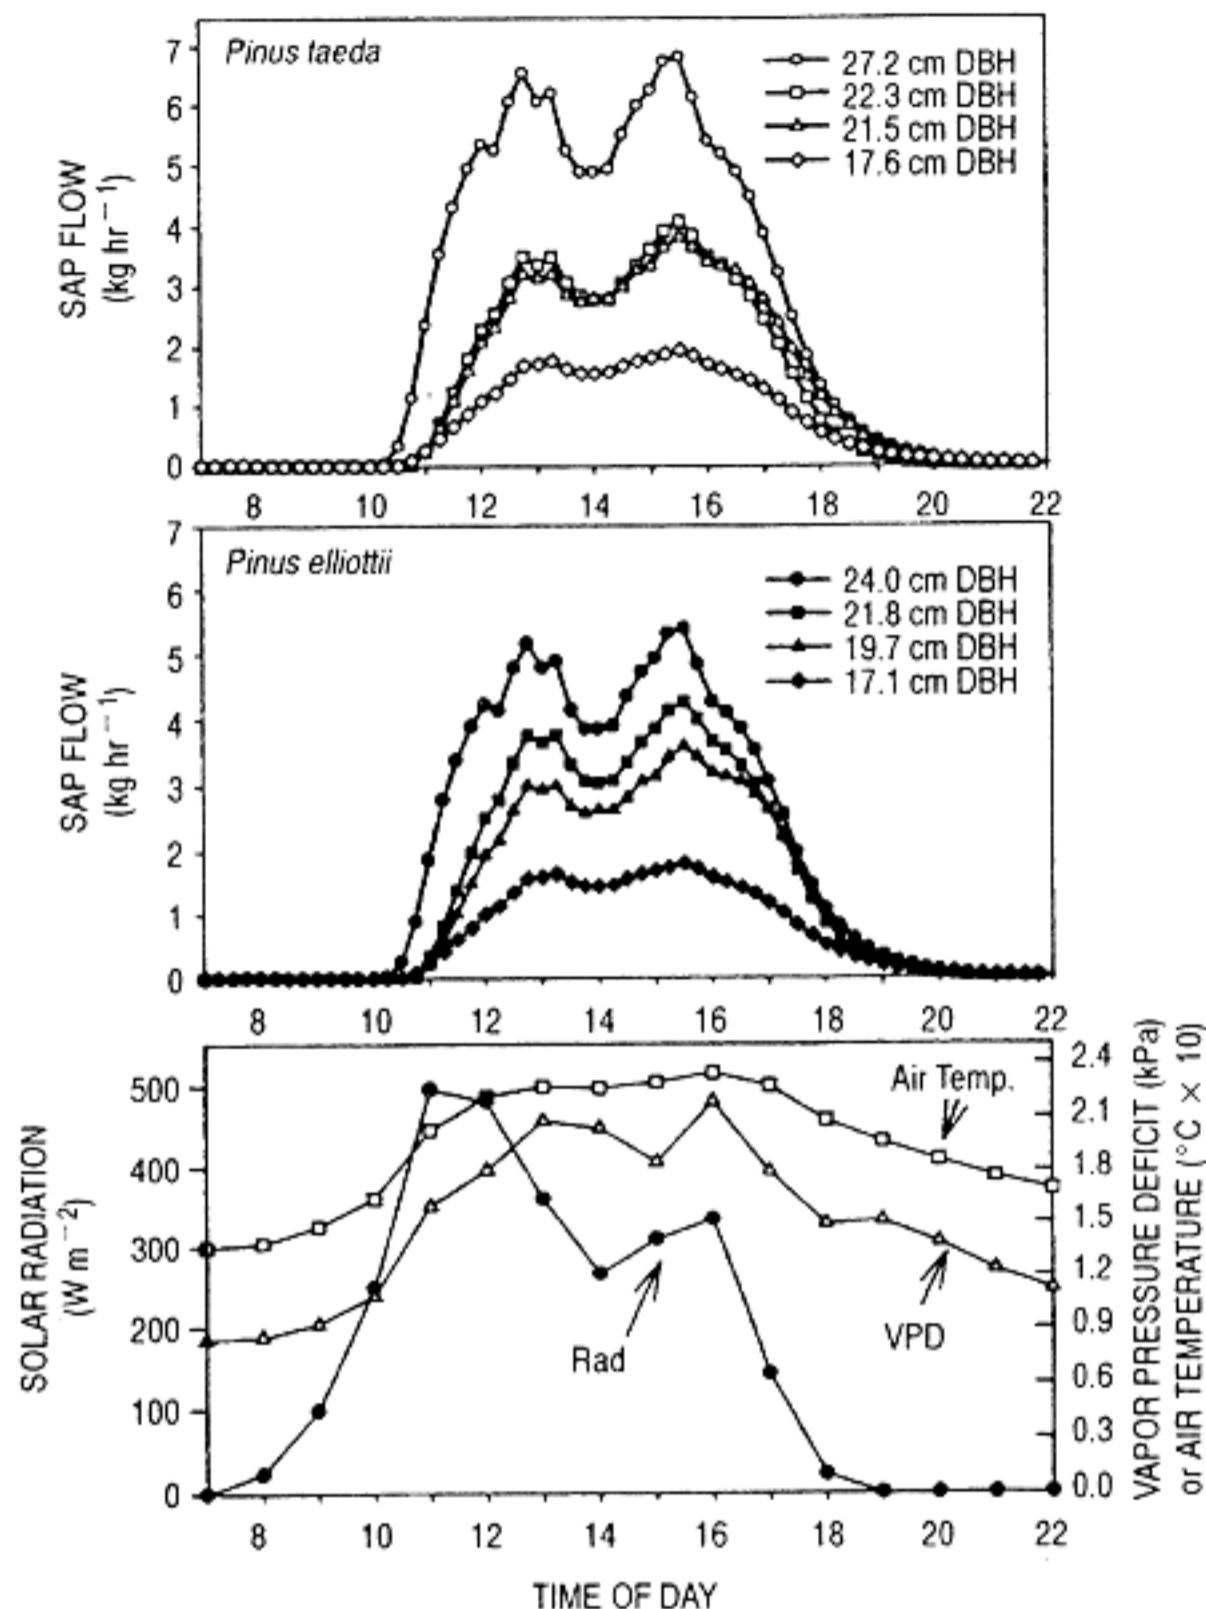 Pinus taeda
27.2 cm DBH
22.3 cm DBH
21.5 cm DBH
17.6 cm DBH
SAP FLOW
(kg hr⁻¹)
7
6
5
4
3
2
1
0
8 10 12 14 16 18 20 22
Pinus elliottii
24.0 cm DBH
21.8 cm DBH
19.7 cm DBH
17.1 cm DBH
SAP FLOW
(kg hr⁻¹)
7
6
5
4
3
2
1
0
8 10 12 14 16 18 20 22
SOLAR RADIATION
(W m⁻²)
500
400
300
200
100
0
Air Temp.
VPD
Rad
2.4
2.1
1.8
1.5
1.2
0.9
0.6
0.3
0.0
VAPOR PRESSURE DEFICIT (kPa)
or AIR TEMPERATURE (°C × 10)
8 10 12 14 16 18 20 22
TIME OF DAY